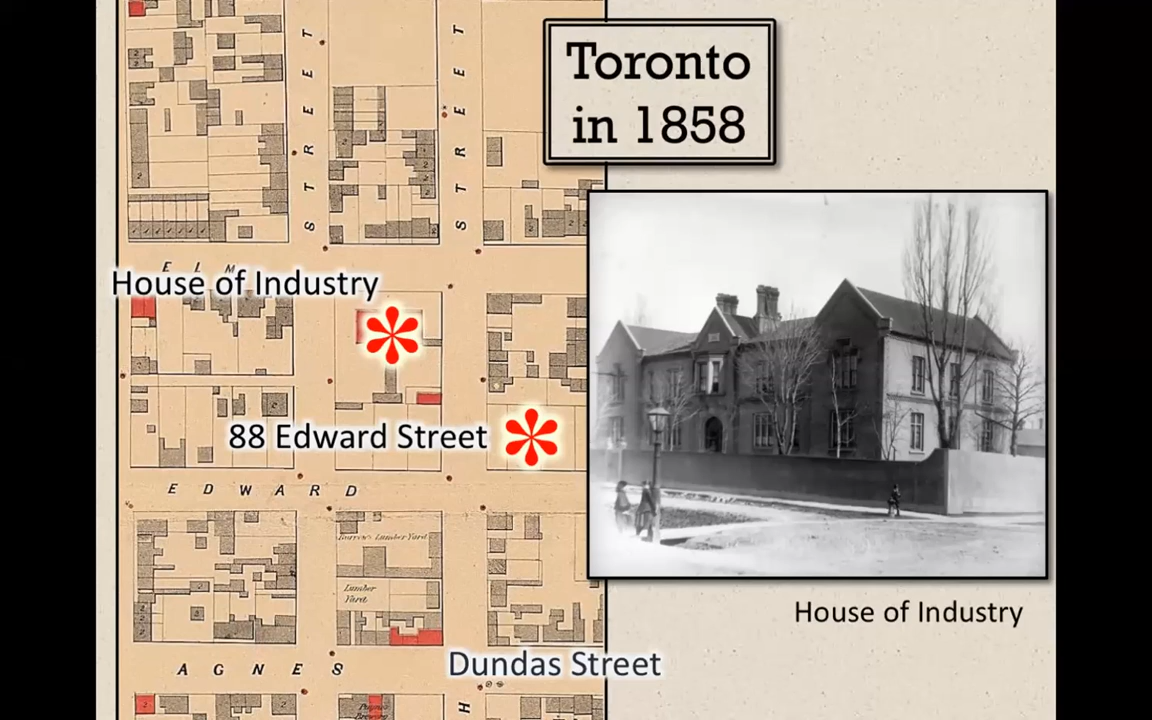 Toronto
in 1858
STREET
STREET
ELM
House of Industry
88 Edward Street
EDWARD
Lumber
Yard
AGNES
Dundas Street
H
House of Industry